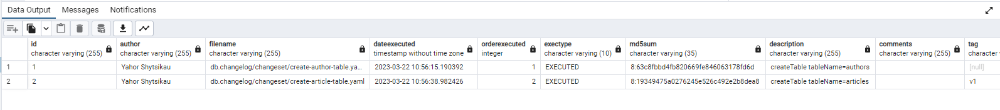 Data Output Messages Notifications
id author filename dateexecuted orderexecuted exectype md5sum description comments tag
character varying (255) character varying (255) character varying (255) timestamp without time zone integer character varying (10) character varying (35) character varying (255) character varying (255) character va
1 1 Yahor Shytsikau db.changelog/changeset/create-author-table.ya... 2023-03-22 10:56:15.190392 1 EXECUTED 8:63c8fbbd4fb820669fe846063178fd6d createTable tableName=authors [null]
2 2 Yahor Shytsikau db.changelog/changeset/create-article-table.yaml 2023-03-22 10:56:38.982426 2 EXECUTED 8:19349475a0276245e526c492e2b8dea8 createTable tableName=articles v1